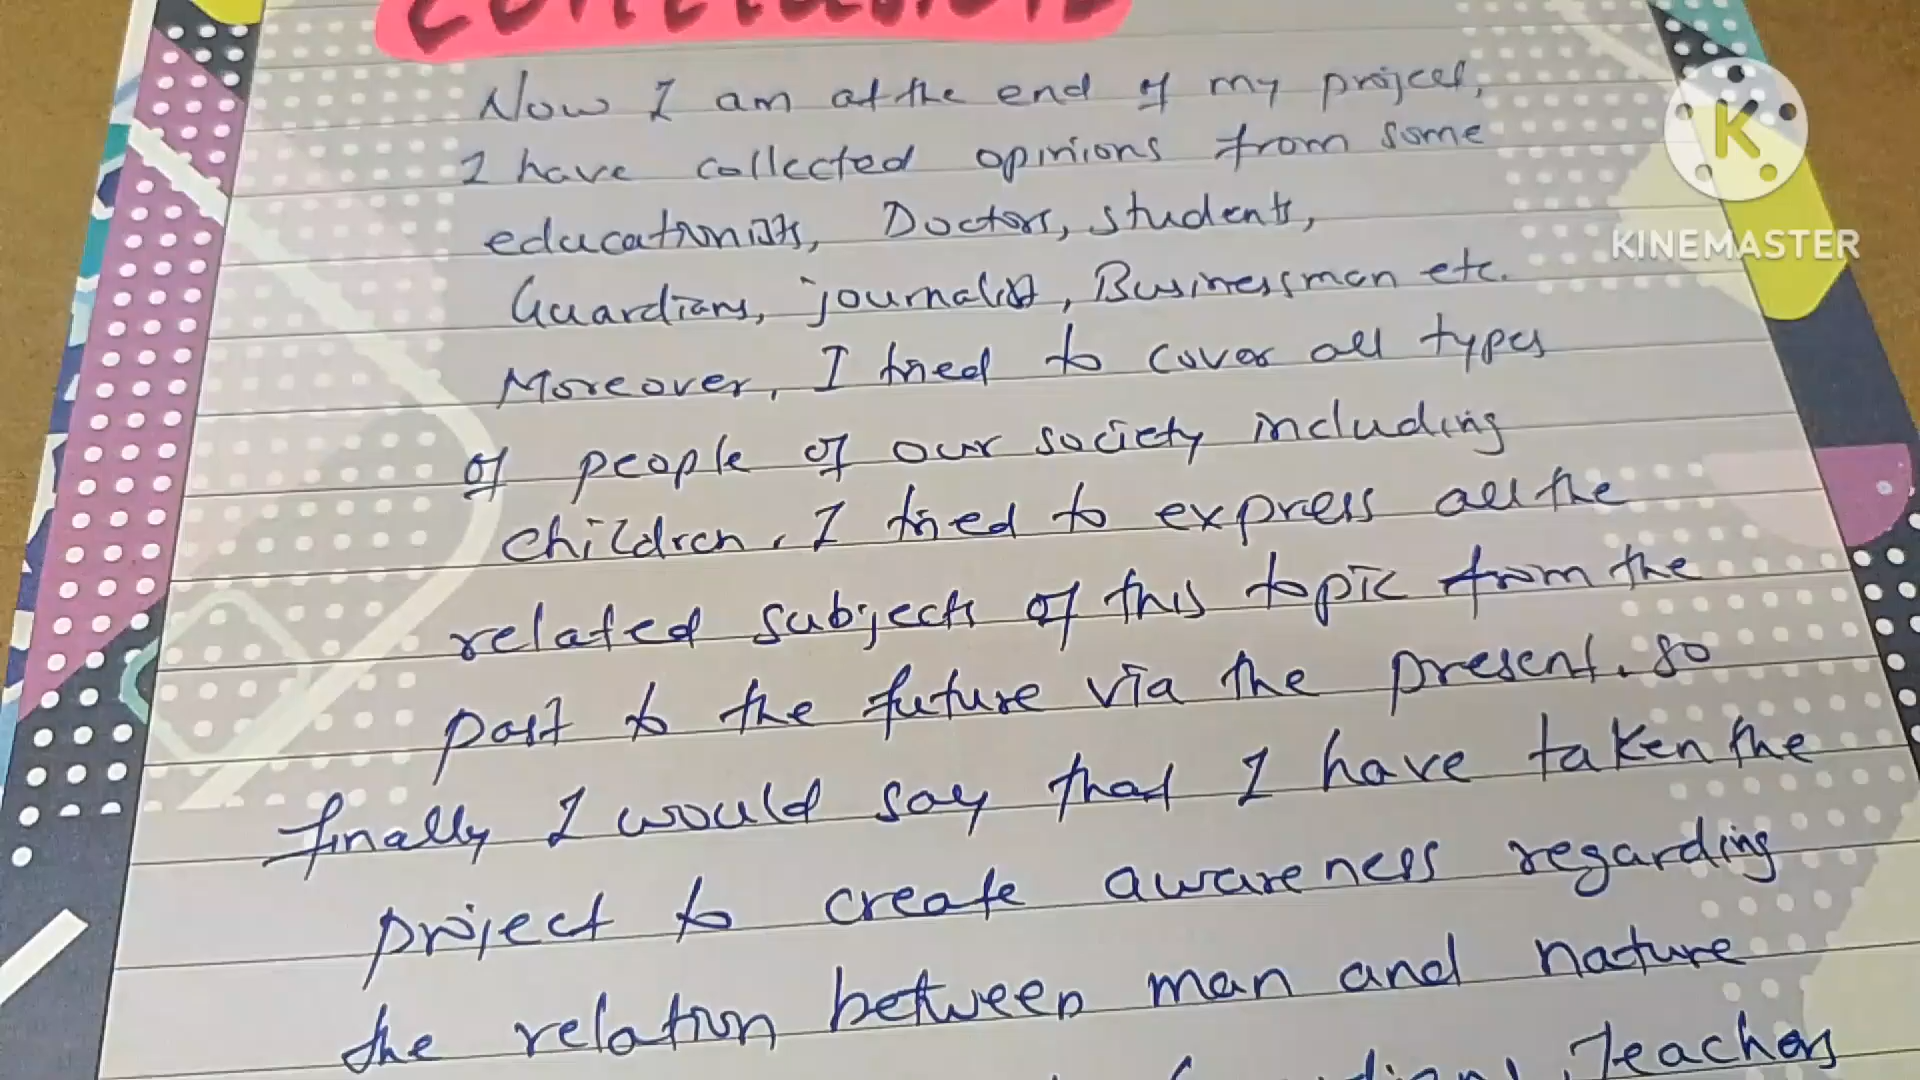 Conclusions
Now I am at the end of my project,
I have collected opinions from some
educationists, Doctors, students,
Guardians, journalist, Businessman etc.
Moreover, I tried to cover all types
of people of our society including
children. I tried to express all the
related subjects of this topic from the
past to the future via the present. So
finally I would say that I have taken the
project to create awareness regarding
the relation between man and nature
Teachers
K
KINEMASTER